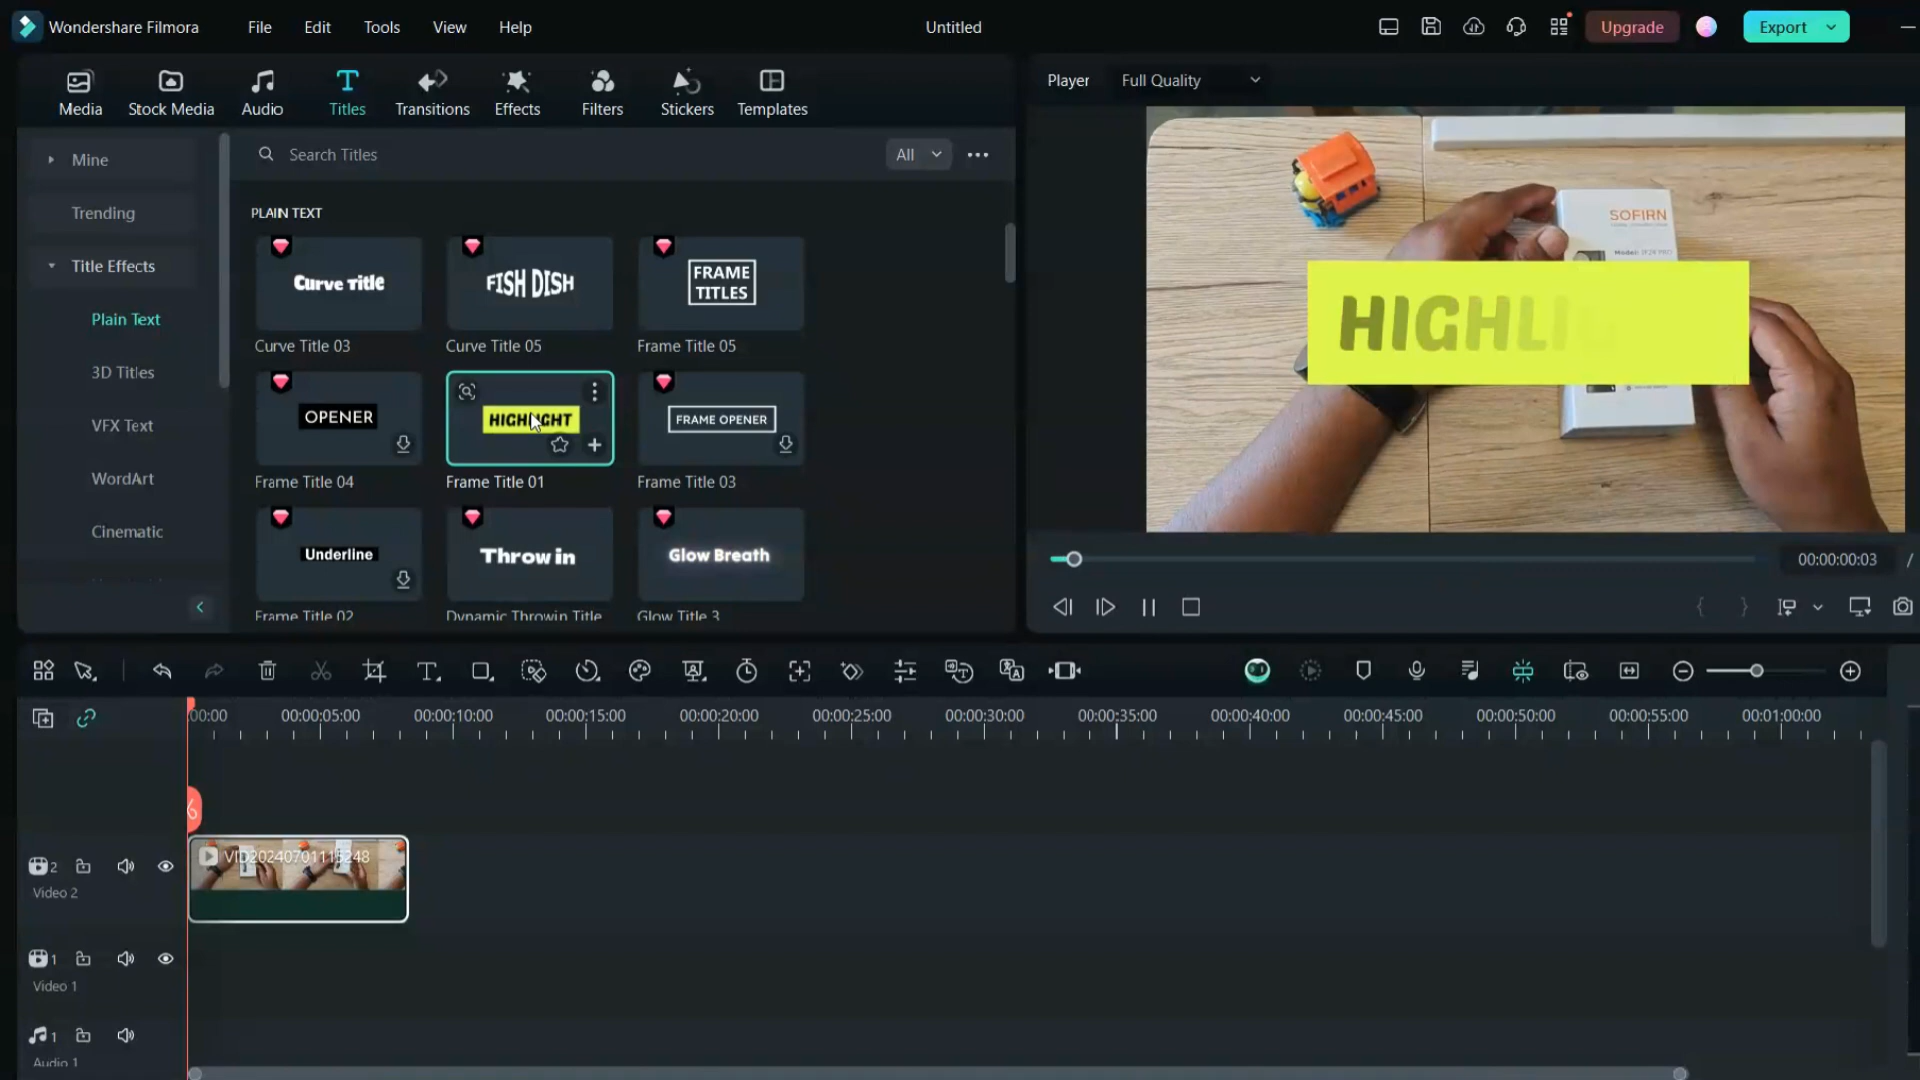 Wondershare Filmora
File
Edit
Tools
View
Help
Untitled
Upgrade
Export
Media
Stock Media
Audio
Titles
Transitions
Effects
Filters
Stickers
Templates
Player
Full Quality
Mine
Trending
Title Effects
Plain Text
3D Titles
VFX Text
WordArt
Cinematic
Search Titles
All
PLAIN TEXT
Curve Title
Curve Title 03
FISH DISH
Curve Title 05
FRAME
TITLES
Frame Title 05
OPENER
Frame Title 04
HIGHLIGHT
Frame Title 01
FRAME OPENER
Frame Title 03
Underline
Frame Title 02
Throw in
Dynamic Throwin Title
Glow Breath
Glow Title 3
SOFIRN
HIGHLIG
00:00:00:03
/
00:00
00:00:05:00
00:00:10:00
00:00:15:00
00:00:20:00
00:00:25:00
00:00:30:00
00:00:35:00
00:00:40:00
00:00:45:00
00:00:50:00
00:00:55:00
00:01:00:00
VID20240701115248
2
Video 2
1
Video 1
1
Audio 1